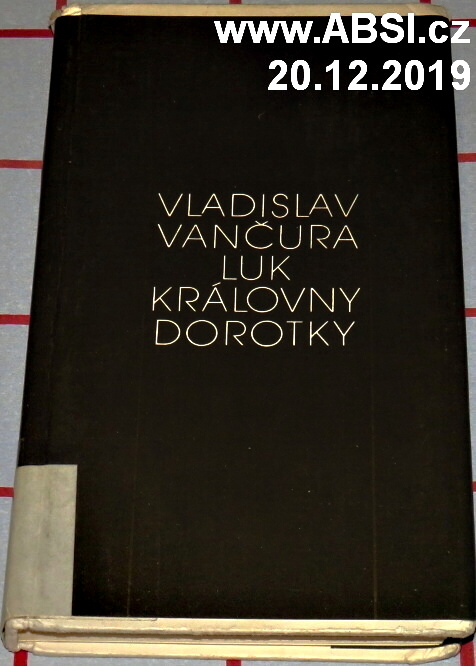 www.ABSI.cz
20.12.2019
VLADISLAV
VANČURA
LUK
KRÁLOVNY
DOROTKY